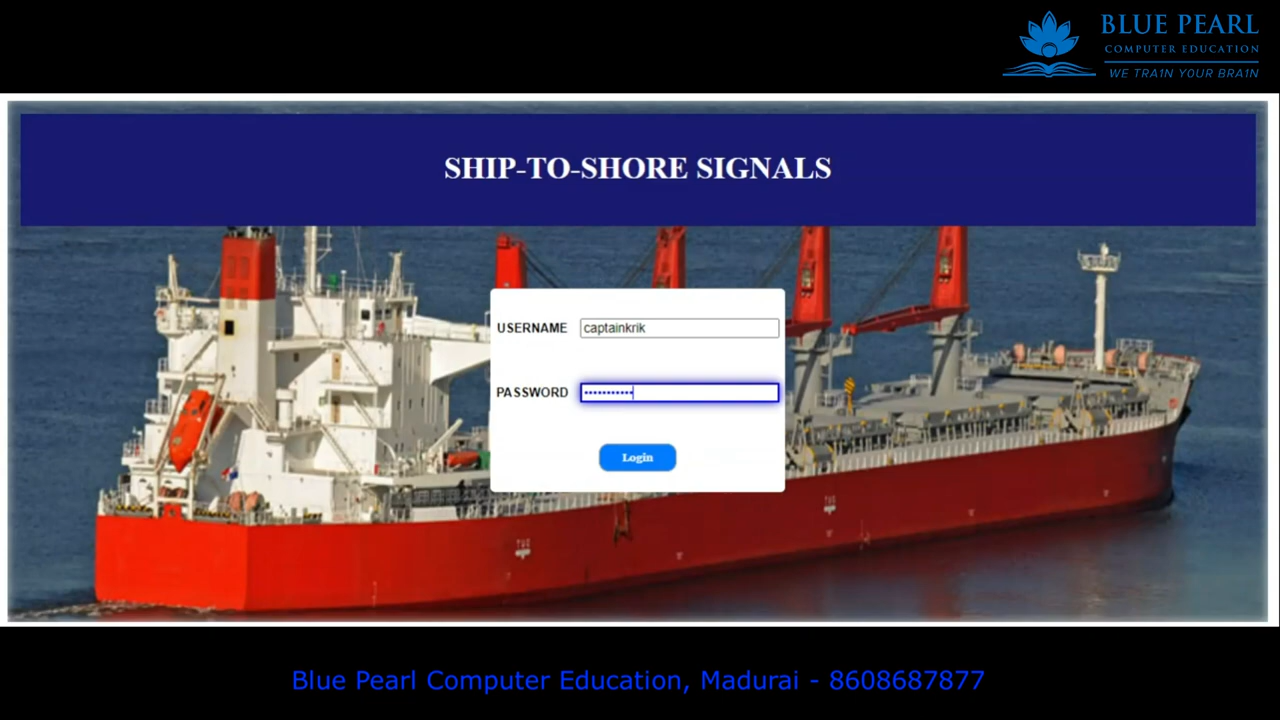 BLUE PEARL
COMPUTER EDUCATION
WE TRAIN YOUR BRAIN
SHIP-TO-SHORE SIGNALS
USERNAME captainkrik
PASSWORD •••••••••••
Login
Blue Pearl Computer Education, Madurai - 8608687877